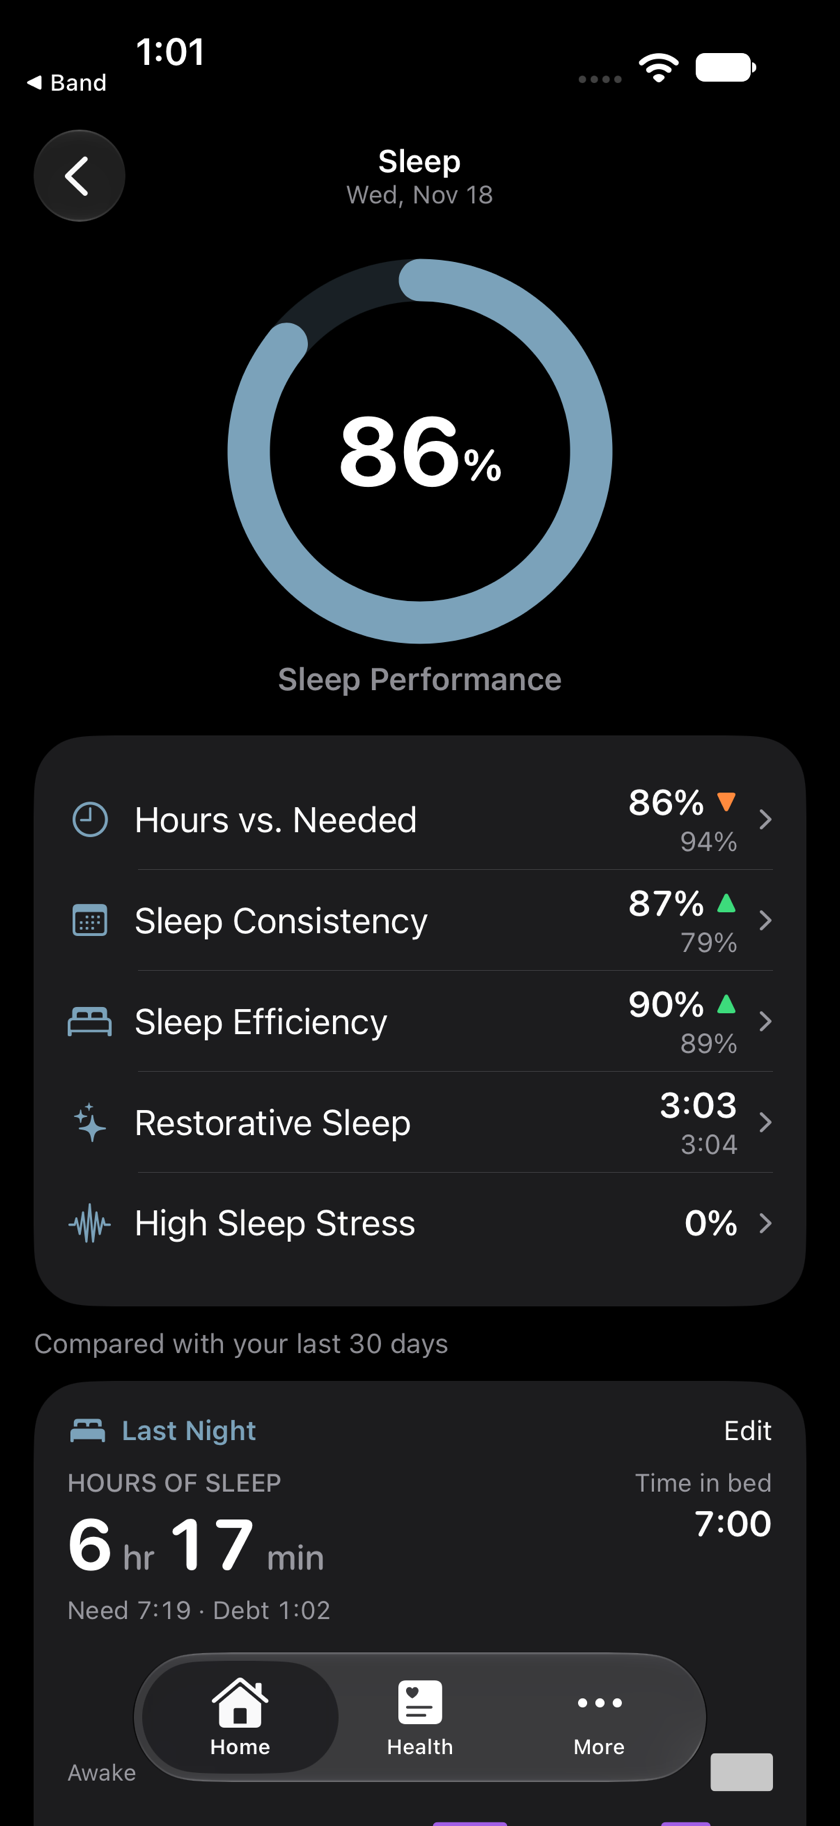 1:01
◀ Band
Sleep
Wed, Nov 18
86%
Sleep Performance
Hours vs. Needed
86% ▼
94%
Sleep Consistency
87% ▲
79%
Sleep Efficiency
90% ▲
89%
Restorative Sleep
3:03
3:04
High Sleep Stress
0%
Compared with your last 30 days
Last Night
Edit
HOURS OF SLEEP
Time in bed
6 hr 17 min
7:00
Need 7:19 · Debt 1:02
Home
Health
More
Awake